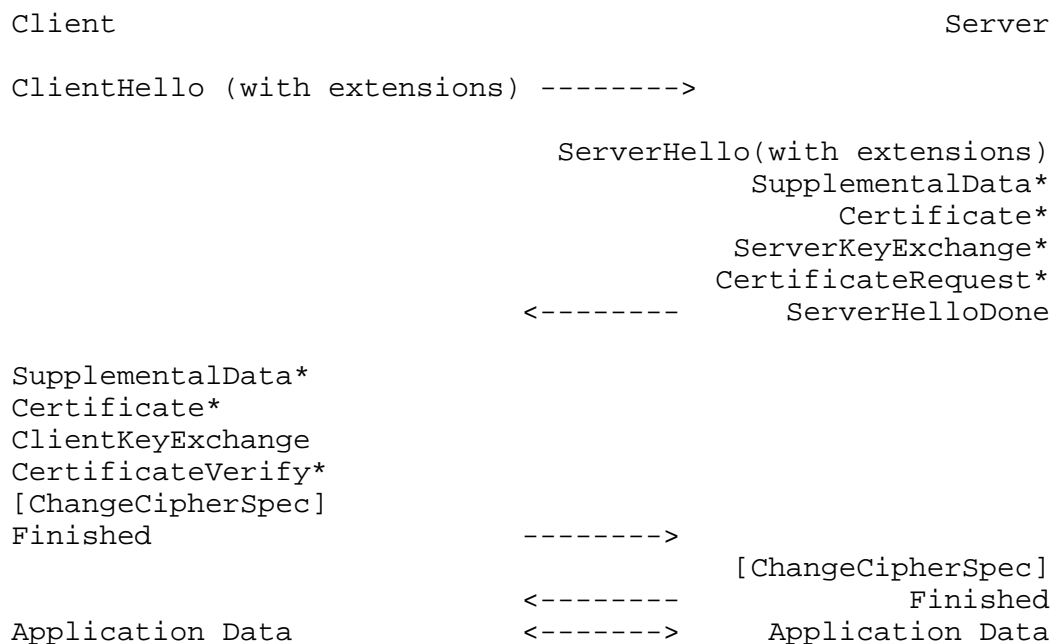 Client Server
ClientHello (with extensions) -------->
ServerHello(with extensions)
SupplementalData*
Certificate*
ServerKeyExchange*
CertificateRequest*
<-------- ServerHelloDone
SupplementalData*
Certificate*
ClientKeyExchange
CertificateVerify*
[ChangeCipherSpec]
Finished -------->
[ChangeCipherSpec]
<-------- Finished
Application Data <-------> Application Data